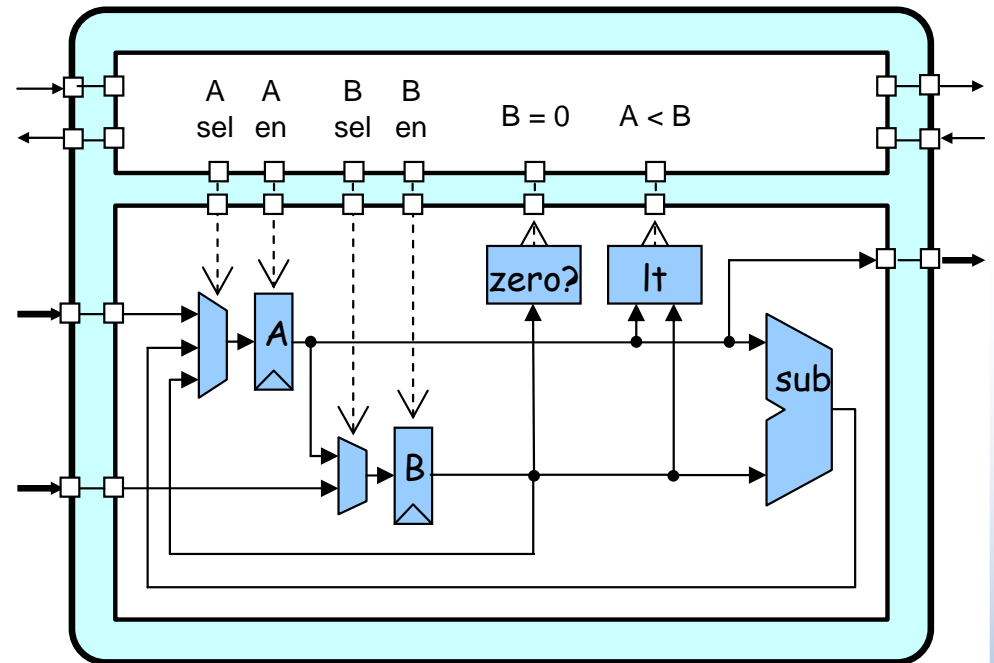 A A B B
sel en sel en
B = 0 A < B
zero? lt
A
sub
B